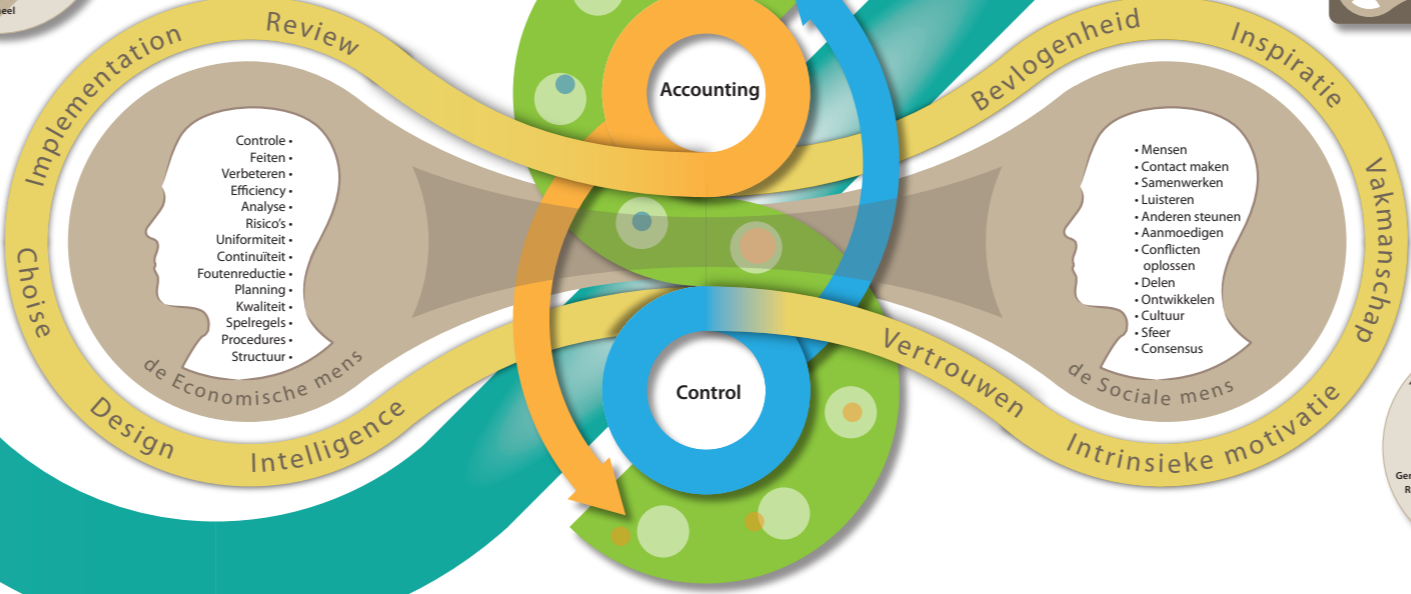 eel
Review
Implementation
Choise
Design
Intelligence
Controle •
Feiten •
Verbeteren •
Efficiency •
Analyse •
Risico's •
Uniformiteit •
Continuïteit •
Foutenreductie •
Planning •
Kwaliteit •
Spelregels •
Procedures •
Structuur •
de Economische mens
Accounting
Control
Bevlogenheid
Inspiratie
Vakmanschap
Intrinsieke motivatie
Vertrouwen
• Mensen
• Contact maken
• Samenwerken
• Luisteren
• Anderen steunen
• Aanmoedigen
• Conflicten
oplossen
• Delen
• Ontwikkelen
• Cultuur
• Sfeer
• Consensus
de Sociale mens
Ger
R